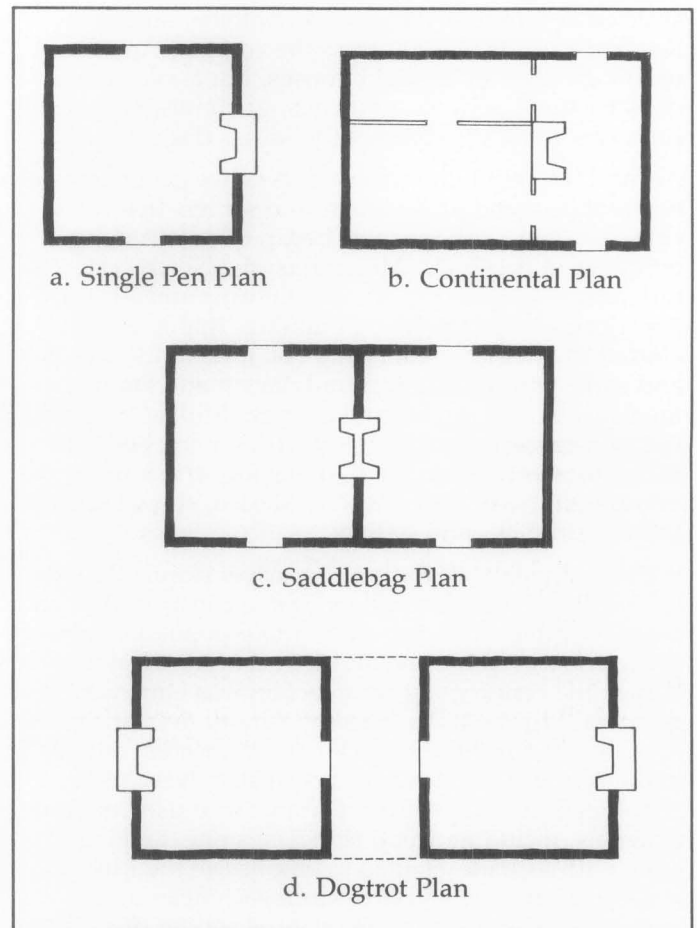 a. Single Pen Plan
b. Continental Plan
c. Saddlebag Plan
d. Dogtrot Plan